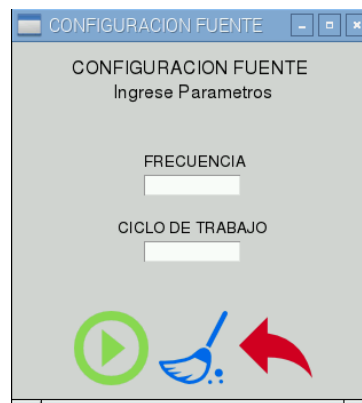 CONFIGURACION FUENTE
CONFIGURACION FUENTE
Ingrese Parametros
FRECUENCIA
CICLO DE TRABAJO